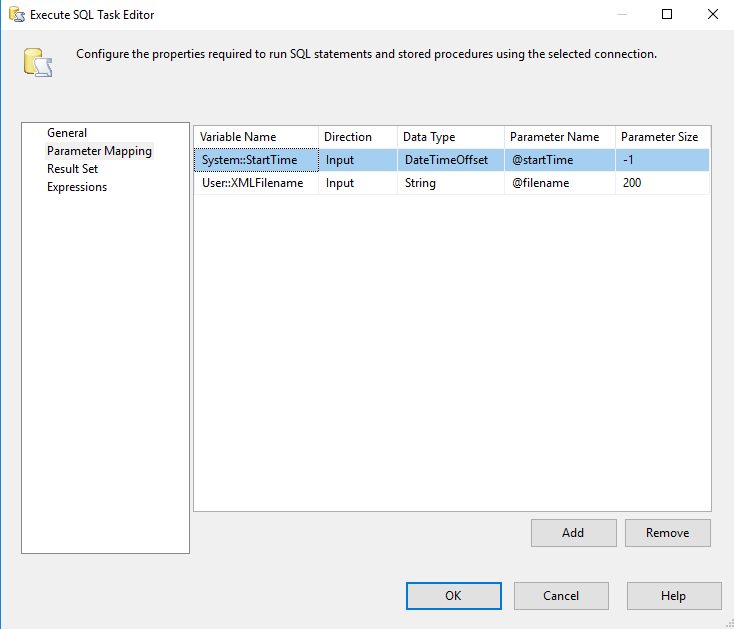 Execute SQL Task Editor
Configure the properties required to run SQL statements and stored procedures using the selected connection.
General
Parameter Mapping
Result Set
Expressions
Variable Name Direction Data Type Parameter Name Parameter Size
System::StartTime Input DateTimeOffset @startTime -1
User::XMLFilename Input String @filename 200
Add Remove
OK Cancel Help